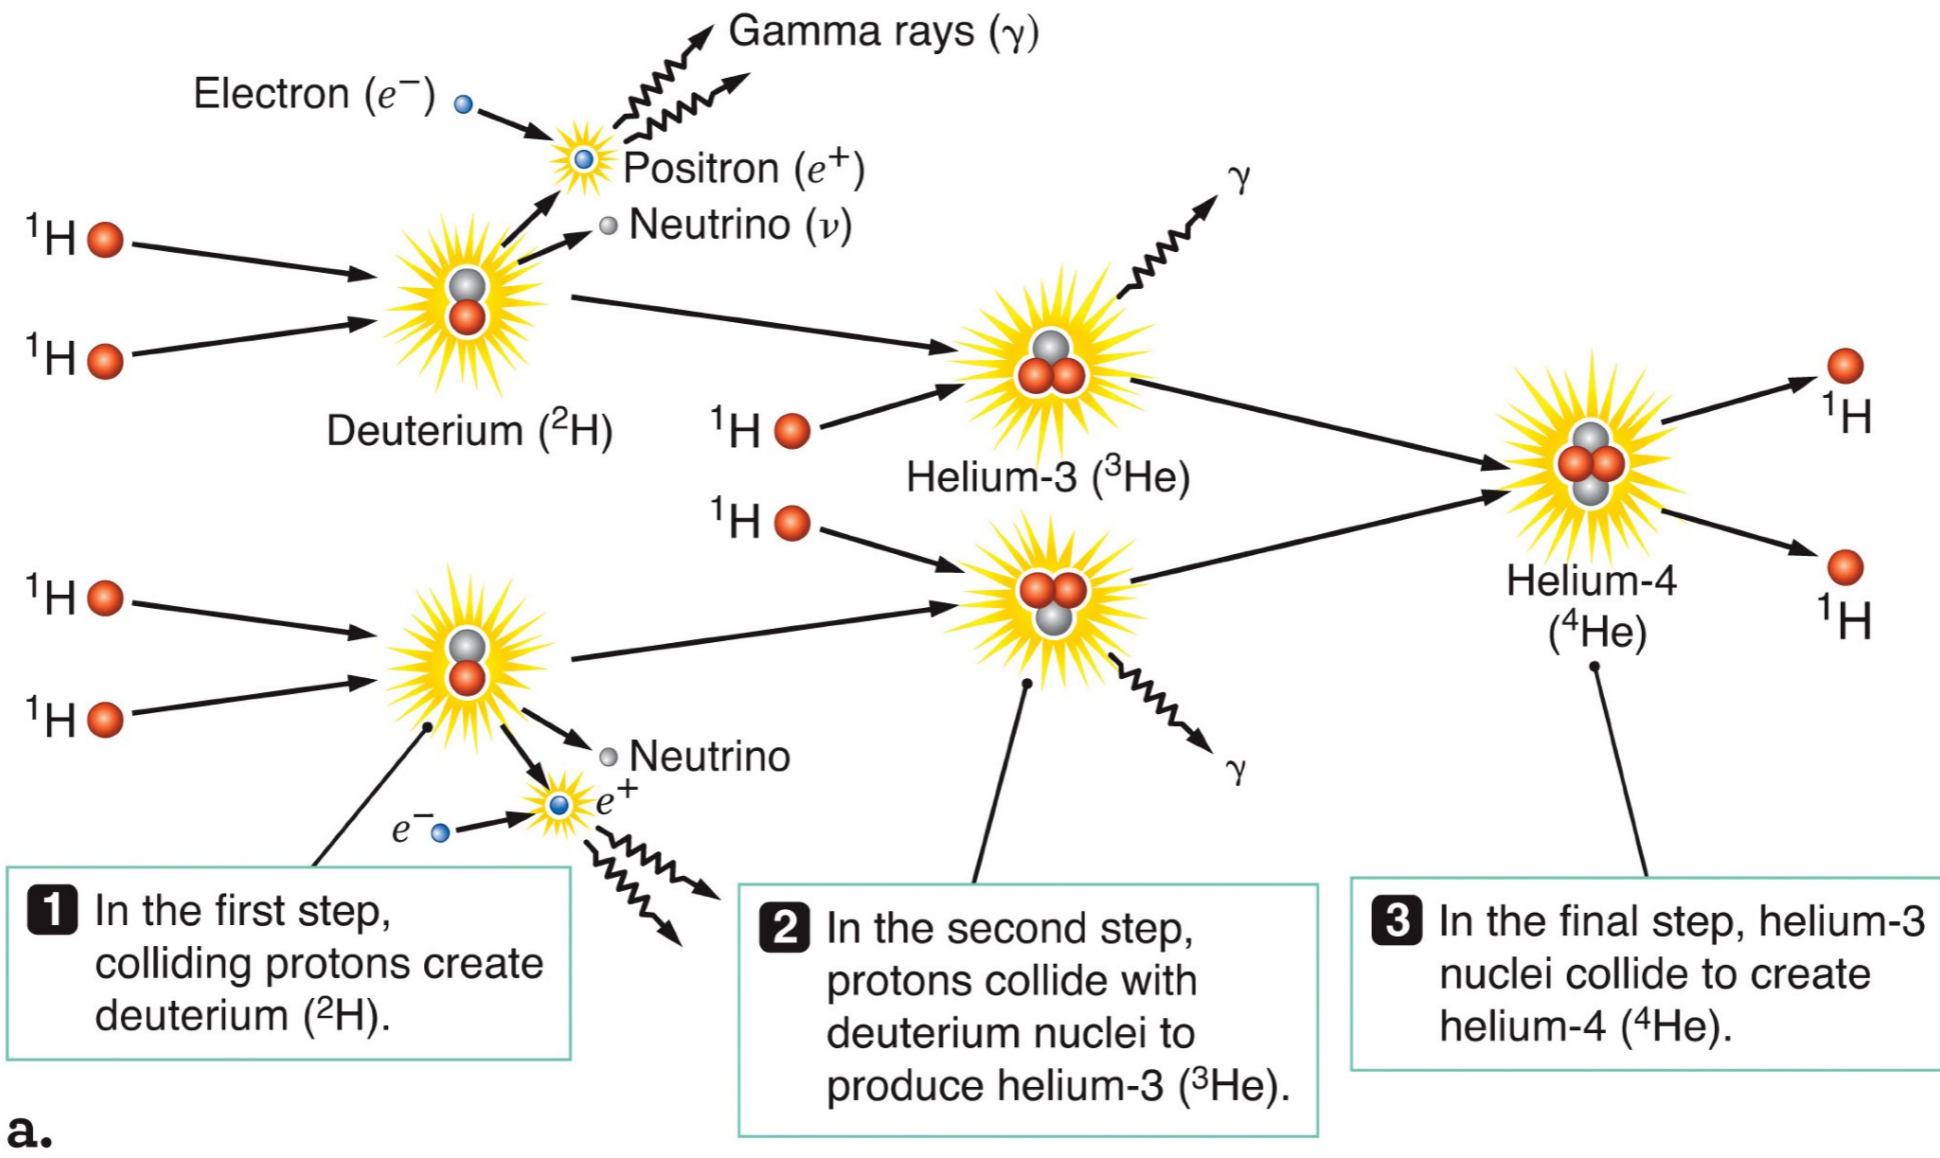 Gamma rays (γ)
Electron (e⁻)
Positron (e⁺)
Neutrino (ν)
γ
¹H
¹H
Deuterium (²H)
¹H
Helium-3 (³He)
¹H
¹H
¹H
Helium-4
(⁴He)
¹H
¹H
Neutrino
e⁺
e⁻
γ
1 In the first step,
colliding protons create
deuterium (²H).
2 In the second step,
protons collide with
deuterium nuclei to
produce helium-3 (³He).
3 In the final step, helium-3
nuclei collide to create
helium-4 (⁴He).
a.